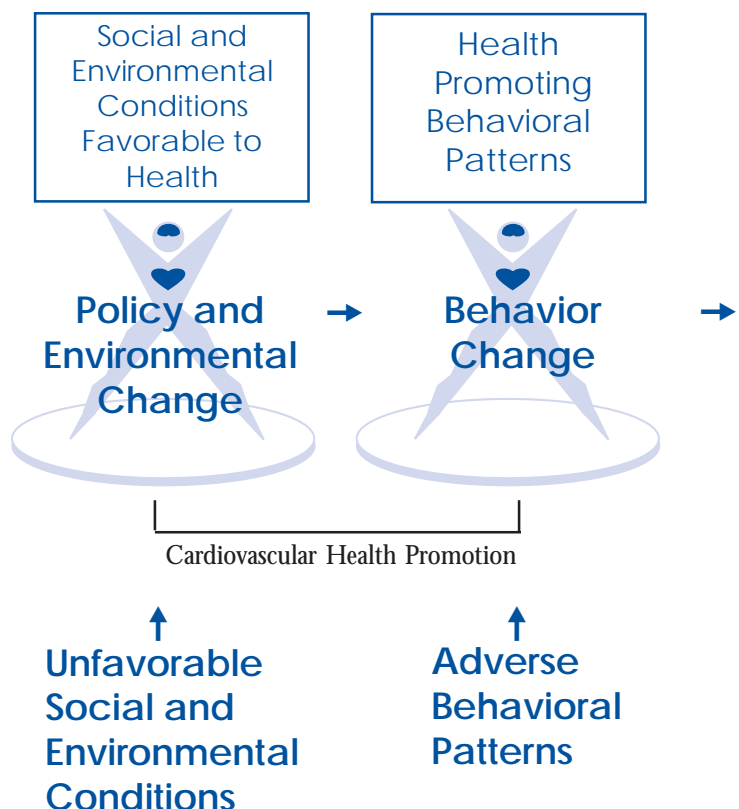 Social and
Environmental
Conditions
Favorable to
Health
Health
Promoting
Behavioral
Patterns
Policy and
Environmental
Change
Behavior
Change
Cardiovascular Health Promotion
Unfavorable
Social and
Environmental
Conditions
Adverse
Behavioral
Patterns